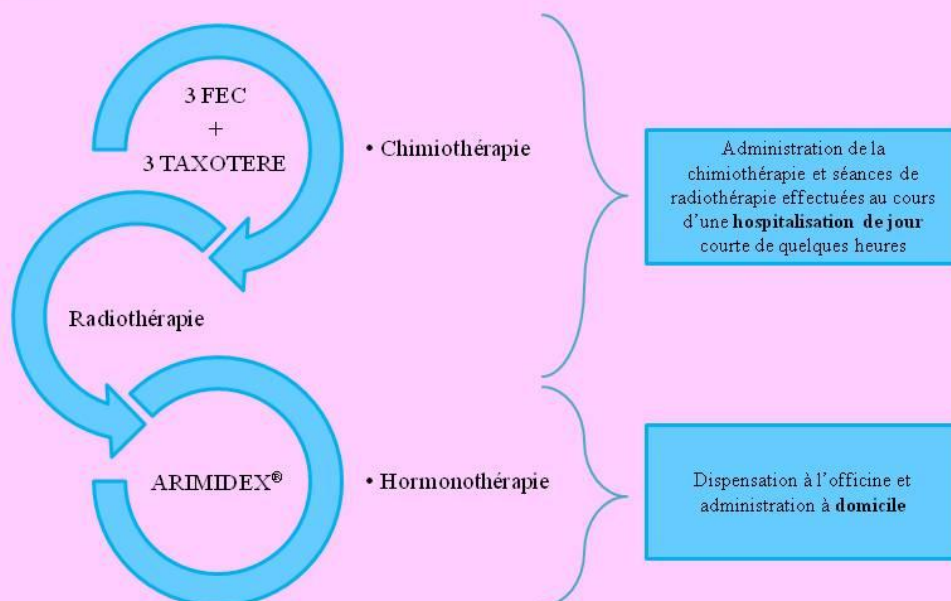 3 FEC
+
3 TAXOTERE
• Chimiothérapie
Administration de la
chimiothérapie et séances de
radiothérapie effectuées au cours
d'une hospitalisation de jour
courte de quelques heures
Radiothérapie
ARIMIDEX®
• Hormonothérapie
Dispensation à l'officine et
administration à domicile